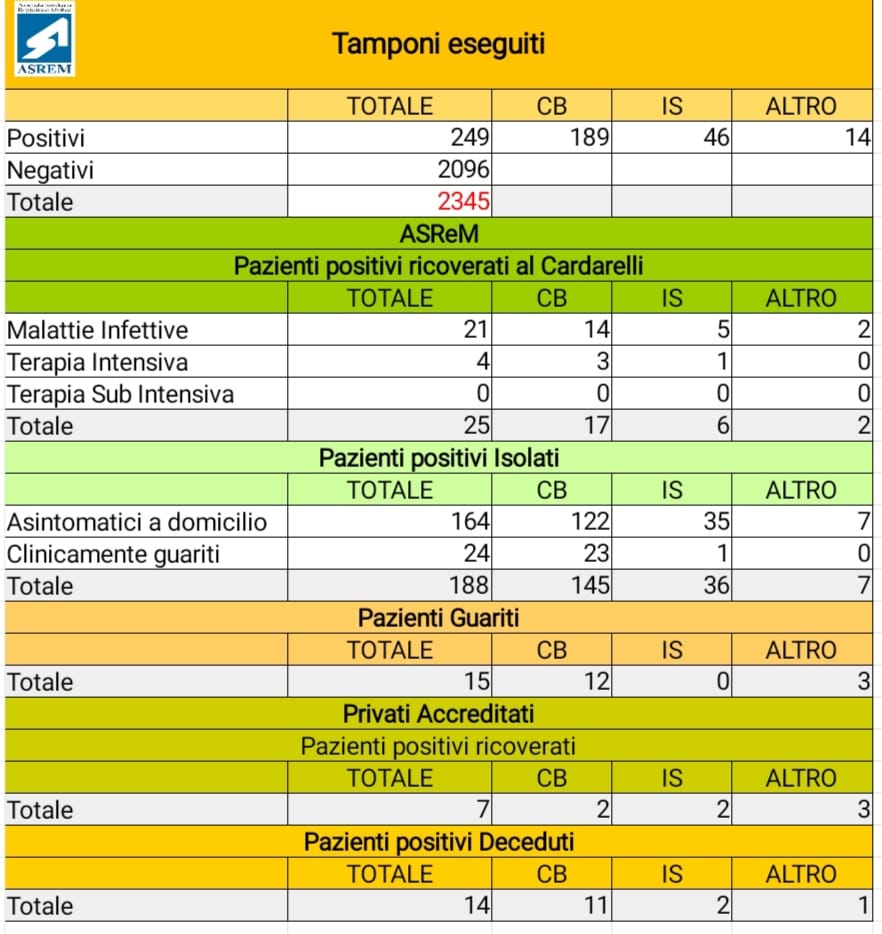 ASREM
Tamponi eseguiti
TOTALE CB IS ALTRO
Positivi 249 189 46 14
Negativi 2096
Totale 2345
ASReM
Pazienti positivi ricoverati al Cardarelli
TOTALE CB IS ALTRO
Malattie Infettive 21 14 5 2
Terapia Intensiva 4 3 1 0
Terapia Sub Intensiva 0 0 0 0
Totale 25 17 6 2
Pazienti positivi Isolati
TOTALE CB IS ALTRO
Asintomatici a domicilio 164 122 35 7
Clinicamente guariti 24 23 1 0
Totale 188 145 36 7
Pazienti Guariti
TOTALE CB IS ALTRO
Totale 15 12 0 3
Privati Accreditati
Pazienti positivi ricoverati
TOTALE CB IS ALTRO
Totale 7 2 2 3
Pazienti positivi Deceduti
TOTALE CB IS ALTRO
Totale 14 11 2 1